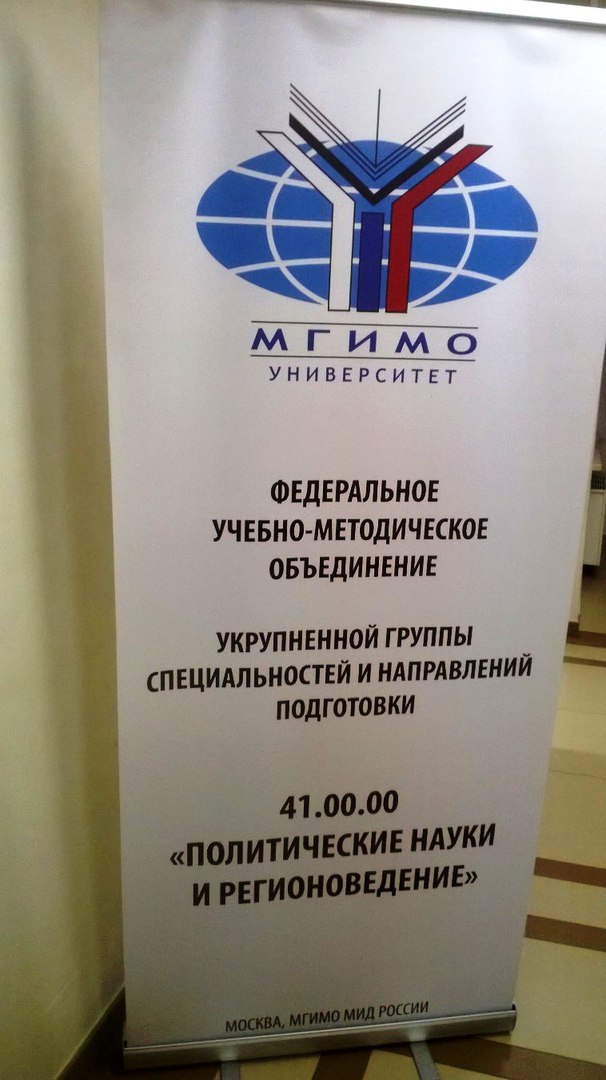 МГИМО
УНИВЕРСИТЕТ
ФЕДЕРАЛЬНОЕ
УЧЕБНО-МЕТОДИЧЕСКОЕ
ОБЪЕДИНЕНИЕ
УКРУПНЕННОЙ ГРУППЫ
СПЕЦИАЛЬНОСТЕЙ И НАПРАВЛЕНИЙ
ПОДГОТОВКИ
41.00.00
«ПОЛИТИЧЕСКИЕ НАУКИ
И РЕГИОНОВЕДЕНИЕ»
МОСКВА, МГИМО МИД РОССИИ